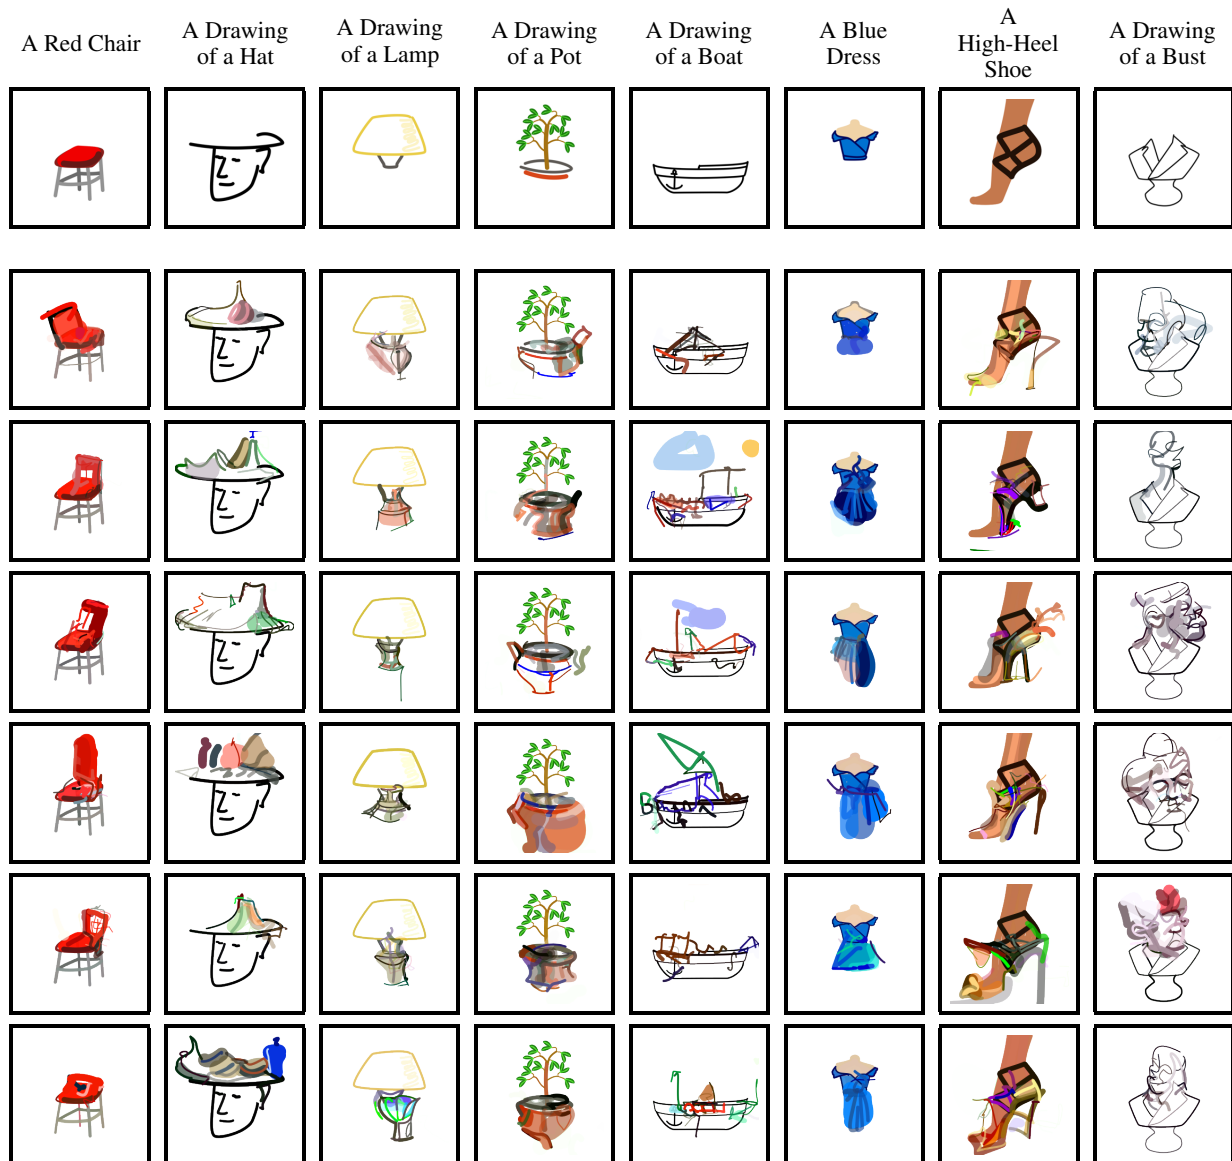 A Red Chair
A Drawing
of a Hat
A Drawing
of a Lamp
A Drawing
of a Pot
A Drawing
of a Boat
A Blue
Dress
A
High-Heel
Shoe
A Drawing
of a Bust